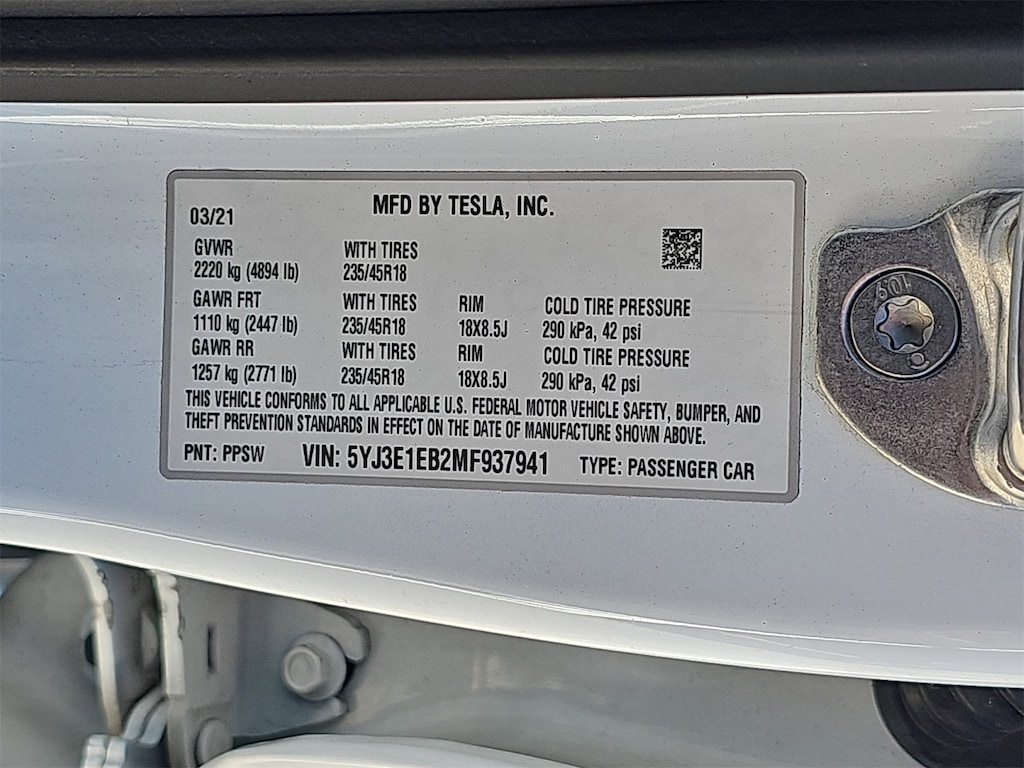 MFD BY TESLA, INC.
03/21
GVWR WITH TIRES
2220 kg (4894 lb) 235/45R18
GAWR FRT WITH TIRES RIM COLD TIRE PRESSURE
1110 kg (2447 lb) 235/45R18 18X8.5J 290 kPa, 42 psi
GAWR RR WITH TIRES RIM COLD TIRE PRESSURE
1257 kg (2771 lb) 235/45R18 18X8.5J 290 kPa, 42 psi
THIS VEHICLE CONFORMS TO ALL APPLICABLE U.S. FEDERAL MOTOR VEHICLE SAFETY, BUMPER, AND
THEFT PREVENTION STANDARDS IN EFFECT ON THE DATE OF MANUFACTURE SHOWN ABOVE.
PNT: PPSW VIN: 5YJ3E1EB2MF937941 TYPE: PASSENGER CAR